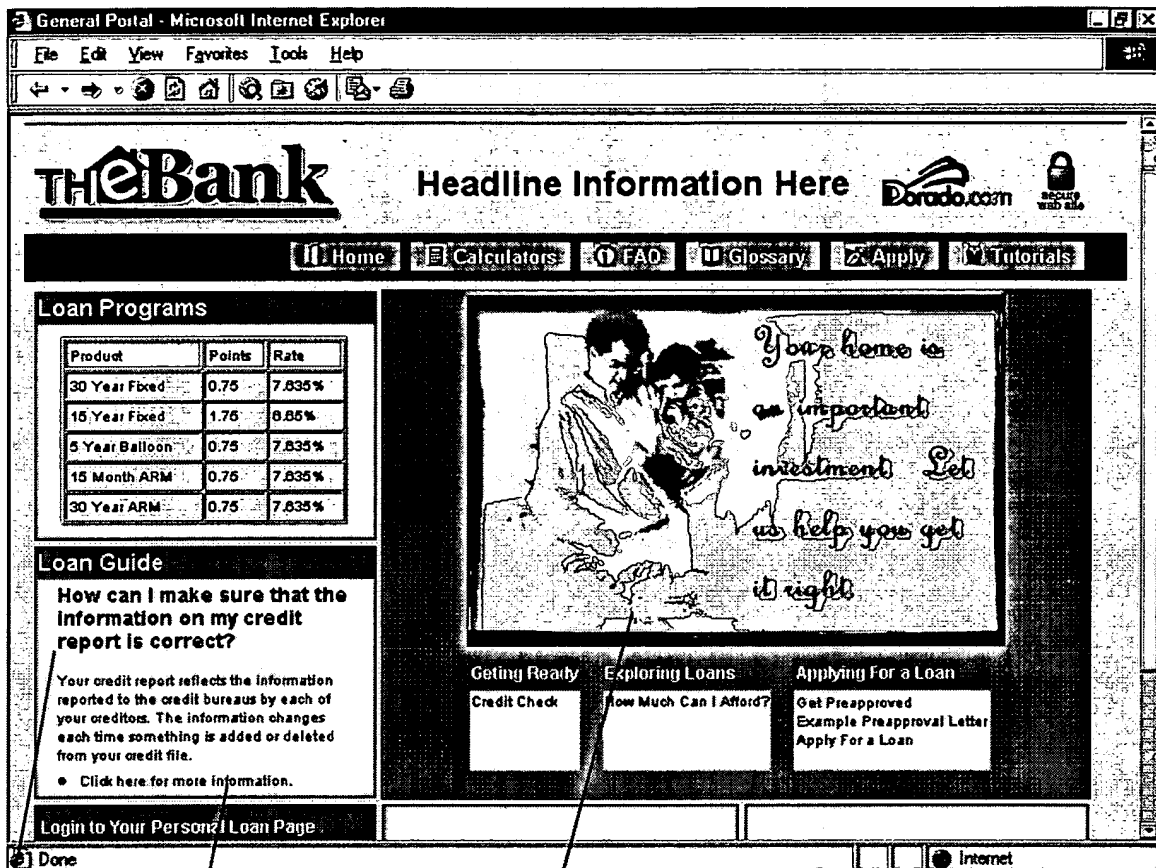 General Portal - Microsoft Internet Explorer
File Edit View Favorites Tools Help
THeBank
Headline Information Here
Dorado.com
secure
web site
Home Calculators FAQ Glossary Apply Tutorials
Loan Programs
Product Points Rate
30 Year Fixed 0.75 7.635%
15 Year Fixed 1.75 6.65%
5 Year Balloon 0.75 7.635%
15 Month ARM 0.75 7.635%
30 Year ARM 0.75 7.635%
Your home is
an important
investment. Let
us help you get
it right.
Loan Guide
How can I make sure that the
information on my credit
report is correct?
Your credit report reflects the information
reported to the credit bureaus by each of
your creditors. The information changes
each time something is added or deleted
from your credit file.
• Click here for more information.
Geting Ready
Credit Check
Exploring Loans
How Much Can I Afford?
Applying For a Loan
Get Preapproved
Example Preapproval Letter
Apply For a Loan
Login to Your Personal Loan Page
Done
Internet